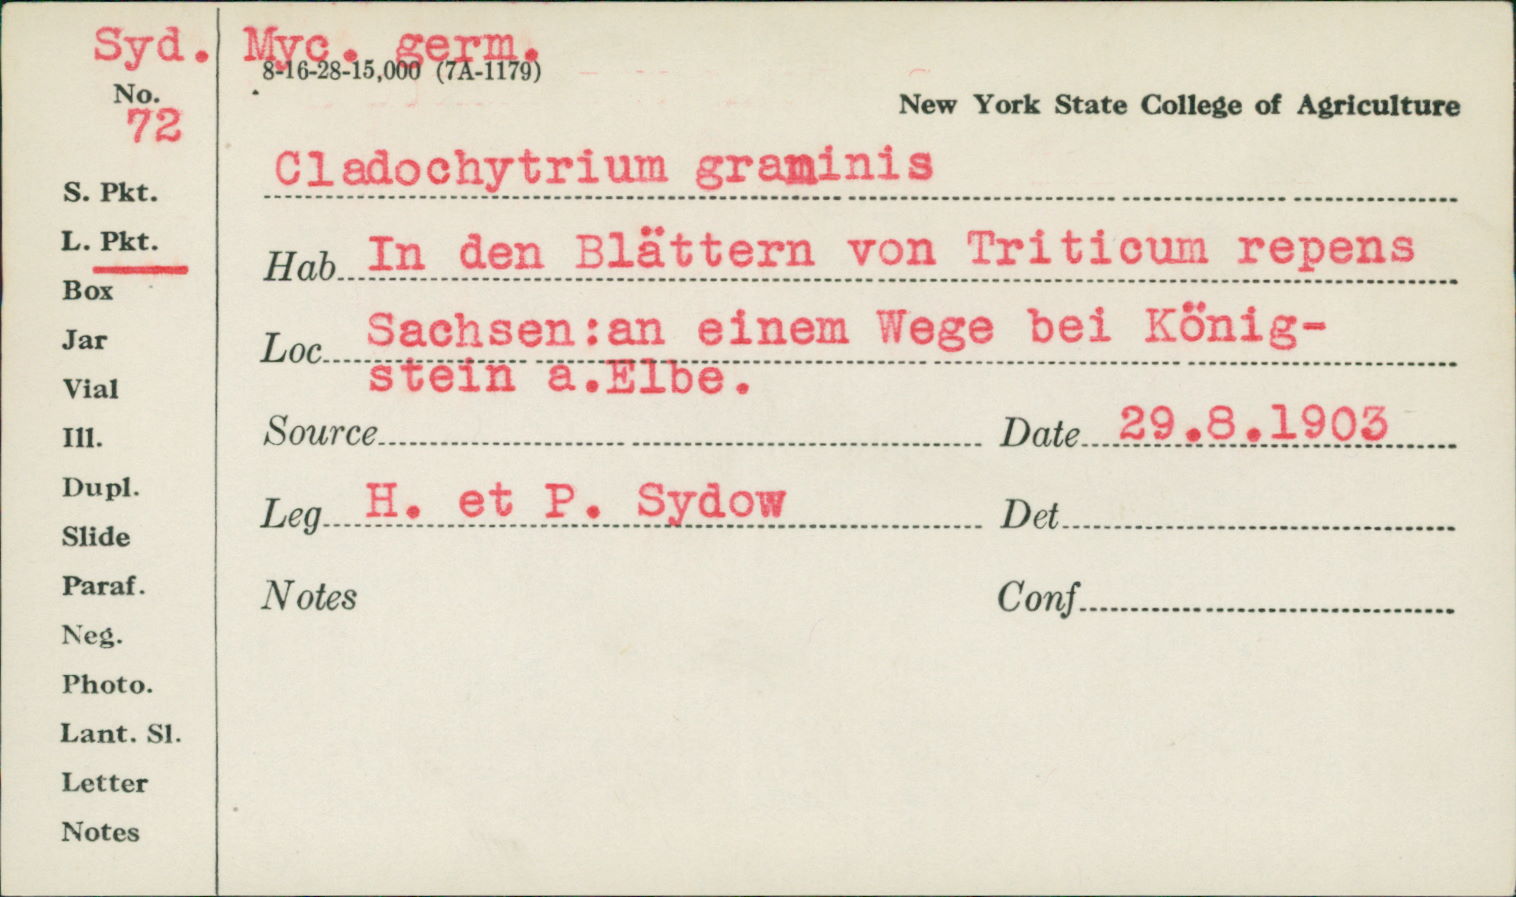 Syd. Myc. germ.
8-16-28-15,000 (7A-1179)
No.
72
New York State College of Agriculture
Cladochytrium graminis
S. Pkt.
L. Pkt.
Hab. In den Blättern von Triticum repens
Box
Jar
Loc. Sachsen:an einem Wege bei König-
stein a.Elbe.
Vial
Ill.
Source Date 29.8.1903
Dupl.
Leg. H. et P. Sydow Det.
Slide
Paraf.
Notes Conf.
Neg.
Photo.
Lant. Sl.
Letter
Notes